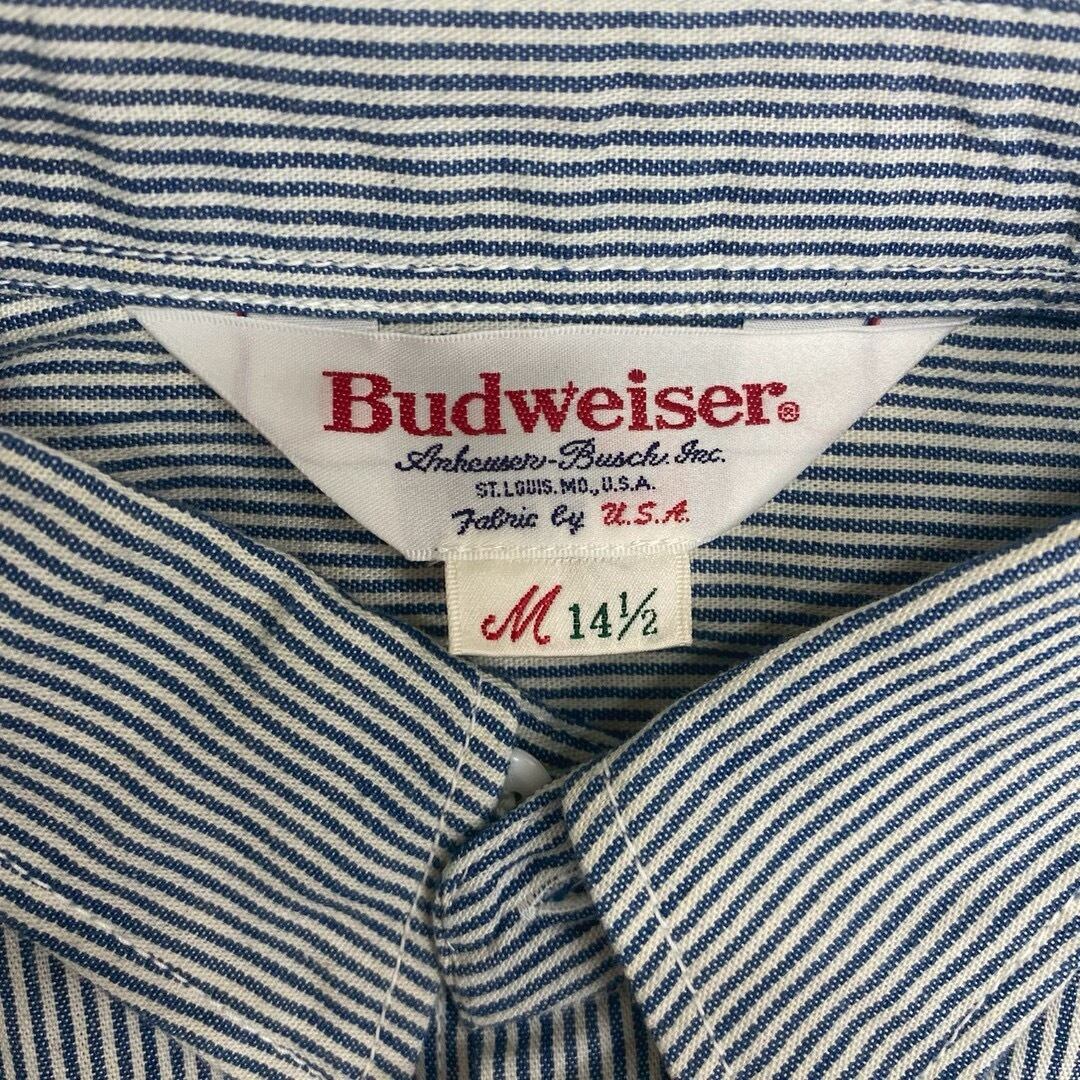 Budweiser®
Anheuser-Busch. Inc.
ST. LOUIS. MO., U.S.A.
Fabric by U.S.A.
M 14½